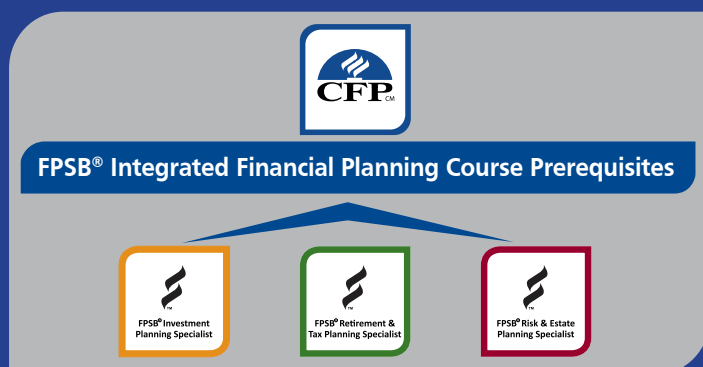 CFP CM
FPSB® Integrated Financial Planning Course Prerequisites
TM
FPSB® Investment
Planning Specialist
TM
FPSB® Retirement &
Tax Planning Specialist
TM
FPSB® Risk & Estate
Planning Specialist